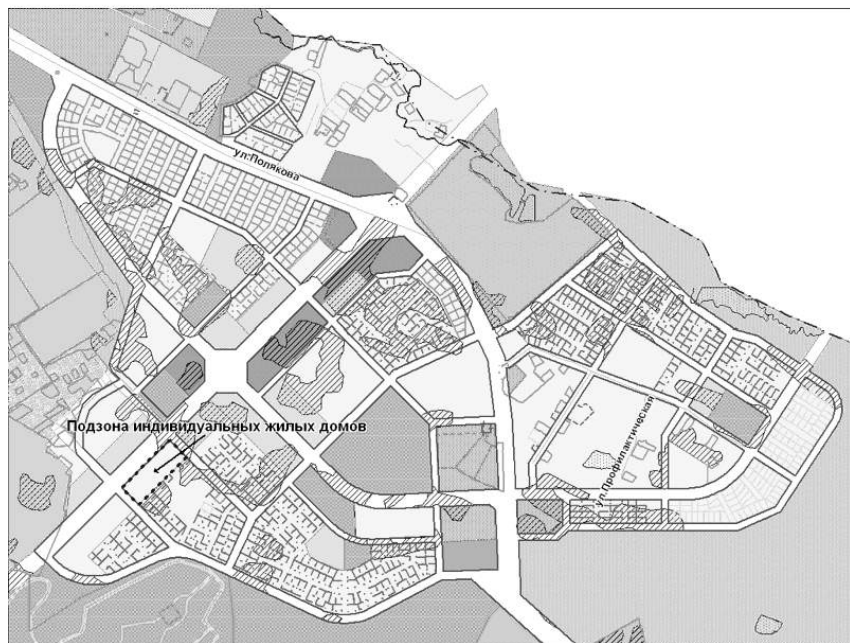 ул.Полякова
Подзона индивидуальных жилых домов
ул.Профилактическая